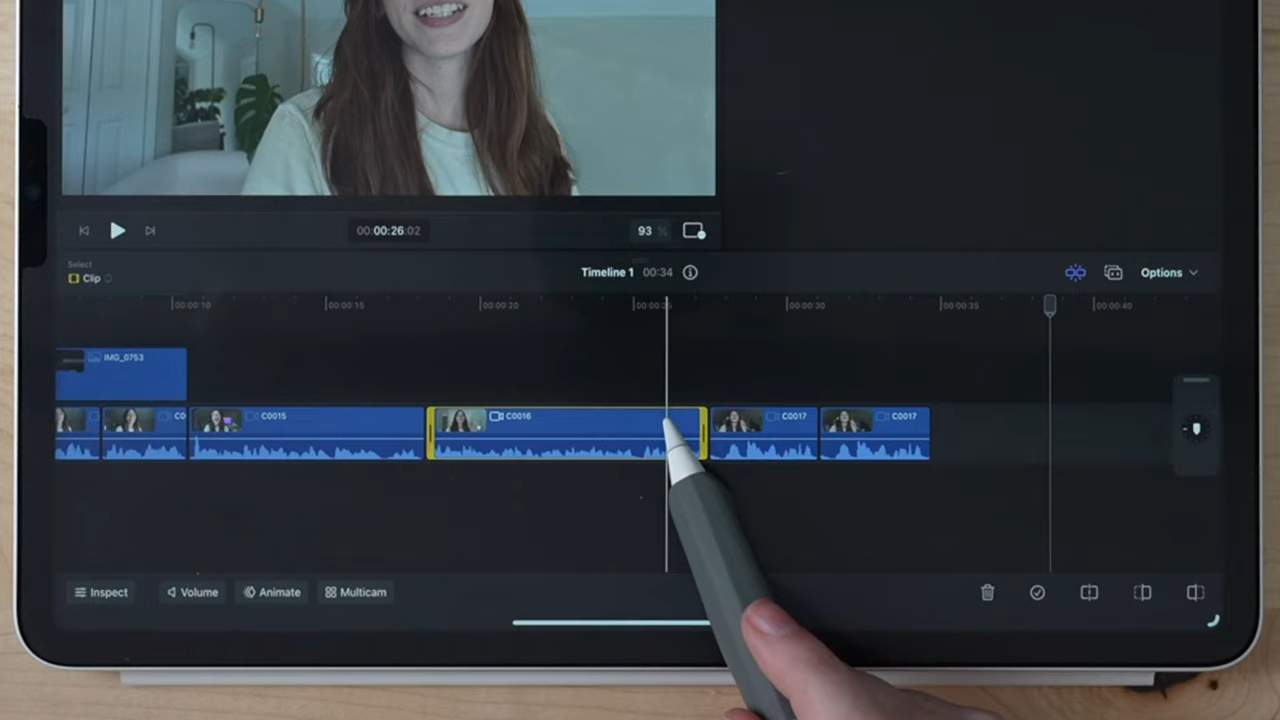 00:00:26:02
93 %
Select
Clip
Timeline 1 00:34
Options
00:00:10
00:00:15
00:00:20
00:00:30
00:00:35
00:00:40
IMG_0753
C0015
C0016
C0017
C0017
Inspect
Volume
Animate
Multicam